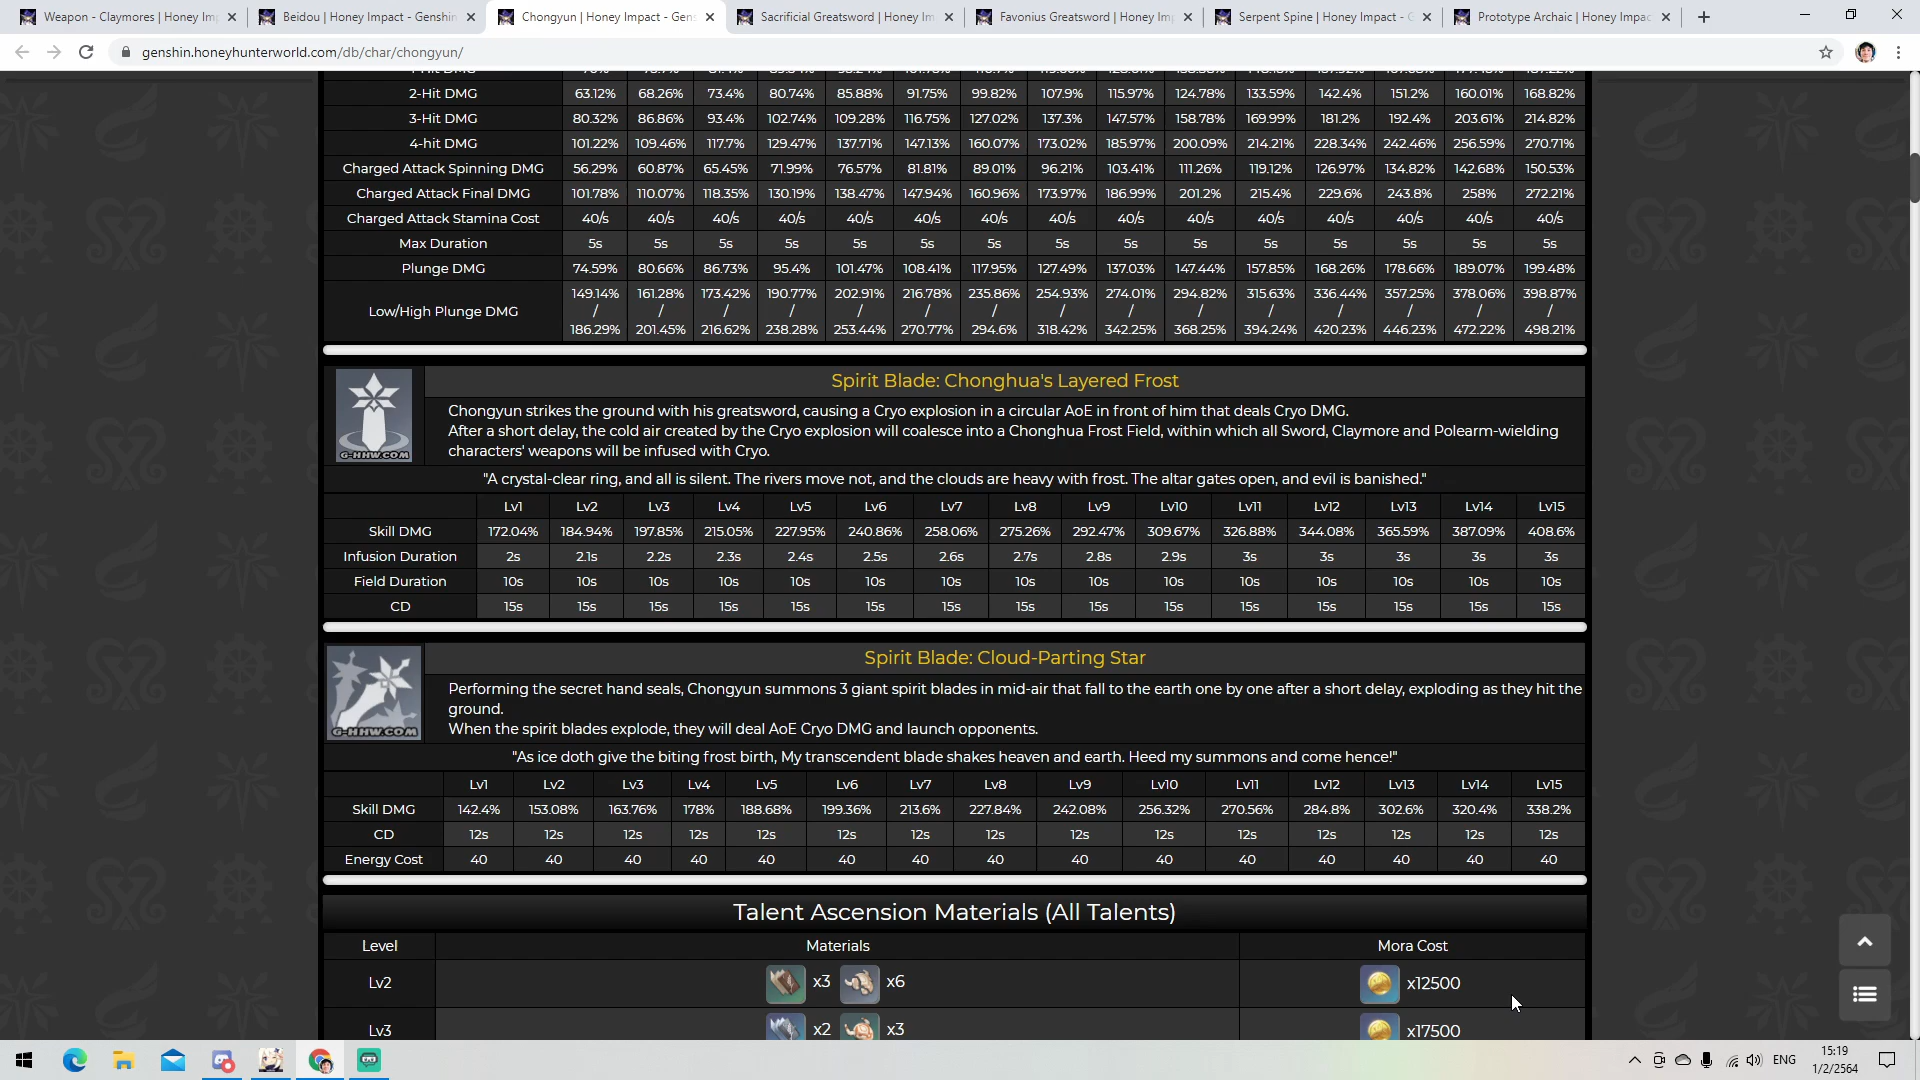 Weapon - Claymores | Honey Im
Beidou | Honey Impact - Genshin
Chongyun | Honey Impact - Gens
Sacrificial Greatsword | Honey Im
Favonius Greatsword | Honey Im
Serpent Spine | Honey Impact - G
Prototype Archaic | Honey Impac
genshin.honeyhunterworld.com/db/char/chongyun/
2-Hit DMG 63.12% 68.26% 73.4% 80.74% 85.88% 91.75% 99.82% 107.9% 115.97% 124.78% 133.59% 142.4% 151.2% 160.01% 168.82%
3-Hit DMG 80.32% 86.86% 93.4% 102.74% 109.28% 116.75% 127.02% 137.3% 147.57% 158.78% 169.99% 181.2% 192.4% 203.61% 214.82%
4-hit DMG 101.22% 109.46% 117.7% 129.47% 137.71% 147.13% 160.07% 173.02% 185.97% 200.09% 214.21% 228.34% 242.46% 256.59% 270.71%
Charged Attack Spinning DMG 56.29% 60.87% 65.45% 71.99% 76.57% 81.81% 89.01% 96.21% 103.41% 111.26% 119.12% 126.97% 134.82% 142.68% 150.53%
Charged Attack Final DMG 101.78% 110.07% 118.35% 130.19% 138.47% 147.94% 160.96% 173.97% 186.99% 201.2% 215.4% 229.6% 243.8% 258% 272.21%
Charged Attack Stamina Cost 40/s 40/s 40/s 40/s 40/s 40/s 40/s 40/s 40/s 40/s 40/s 40/s 40/s 40/s 40/s
Max Duration 5s 5s 5s 5s 5s 5s 5s 5s 5s 5s 5s 5s 5s 5s 5s
Plunge DMG 74.59% 80.66% 86.73% 95.4% 101.47% 108.41% 117.95% 127.49% 137.03% 147.44% 157.85% 168.26% 178.66% 189.07% 199.48%
149.14% 161.28% 173.42% 190.77% 202.91% 216.78% 235.86% 254.93% 274.01% 294.82% 315.63% 336.44% 357.25% 378.06% 398.87%
Low/High Plunge DMG / / / / / / / / / / / / / / /
186.29% 201.45% 216.62% 238.28% 253.44% 270.77% 294.6% 318.42% 342.25% 368.25% 394.24% 420.23% 446.23% 472.22% 498.21%
Spirit Blade: Chonghua's Layered Frost
G-HHW.COM
Chongyun strikes the ground with his greatsword, causing a Cryo explosion in a circular AoE in front of him that deals Cryo DMG.
After a short delay, the cold air created by the Cryo explosion will coalesce into a Chonghua Frost Field, within which all Sword, Claymore and Polearm-wielding
characters' weapons will be infused with Cryo.
"A crystal-clear ring, and all is silent. The rivers move not, and the clouds are heavy with frost. The altar gates open, and evil is banished."
Lv1 Lv2 Lv3 Lv4 Lv5 Lv6 Lv7 Lv8 Lv9 Lv10 Lv11 Lv12 Lv13 Lv14 Lv15
Skill DMG 172.04% 184.94% 197.85% 215.05% 227.95% 240.86% 258.06% 275.26% 292.47% 309.67% 326.88% 344.08% 365.59% 387.09% 408.6%
Infusion Duration 2s 2.1s 2.2s 2.3s 2.4s 2.5s 2.6s 2.7s 2.8s 2.9s 3s 3s 3s 3s 3s
Field Duration 10s 10s 10s 10s 10s 10s 10s 10s 10s 10s 10s 10s 10s 10s 10s
CD 15s 15s 15s 15s 15s 15s 15s 15s 15s 15s 15s 15s 15s 15s 15s
Spirit Blade: Cloud-Parting Star
G-HHW.COM
Performing the secret hand seals, Chongyun summons 3 giant spirit blades in mid-air that fall to the earth one by one after a short delay, exploding as they hit the
ground.
When the spirit blades explode, they will deal AoE Cryo DMG and launch opponents.
"As ice doth give the biting frost birth, My transcendent blade shakes heaven and earth. Heed my summons and come hence!"
Lv1 Lv2 Lv3 Lv4 Lv5 Lv6 Lv7 Lv8 Lv9 Lv10 Lv11 Lv12 Lv13 Lv14 Lv15
Skill DMG 142.4% 153.08% 163.76% 178% 188.68% 199.36% 213.6% 227.84% 242.08% 256.32% 270.56% 284.8% 302.6% 320.4% 338.2%
CD 12s 12s 12s 12s 12s 12s 12s 12s 12s 12s 12s 12s 12s 12s 12s
Energy Cost 40 40 40 40 40 40 40 40 40 40 40 40 40 40 40
Talent Ascension Materials (All Talents)
Level Materials Mora Cost
Lv2 x3 x6 x12500
Lv3 x2 x3 x17500
ENG
15:19
1/2/2564